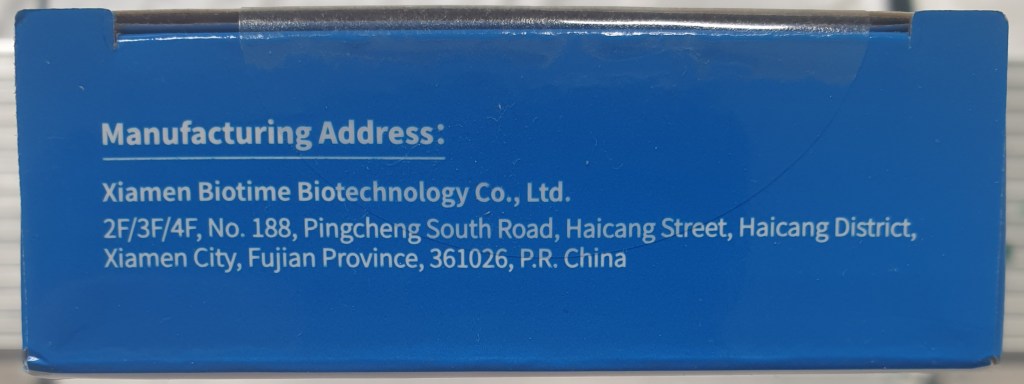 Manufacturing Address:
Xiamen Biotime Biotechnology Co., Ltd.
2F/3F/4F, No. 188, Pingcheng South Road, Haicang Street, Haicang District,
Xiamen City, Fujian Province, 361026, P.R. China